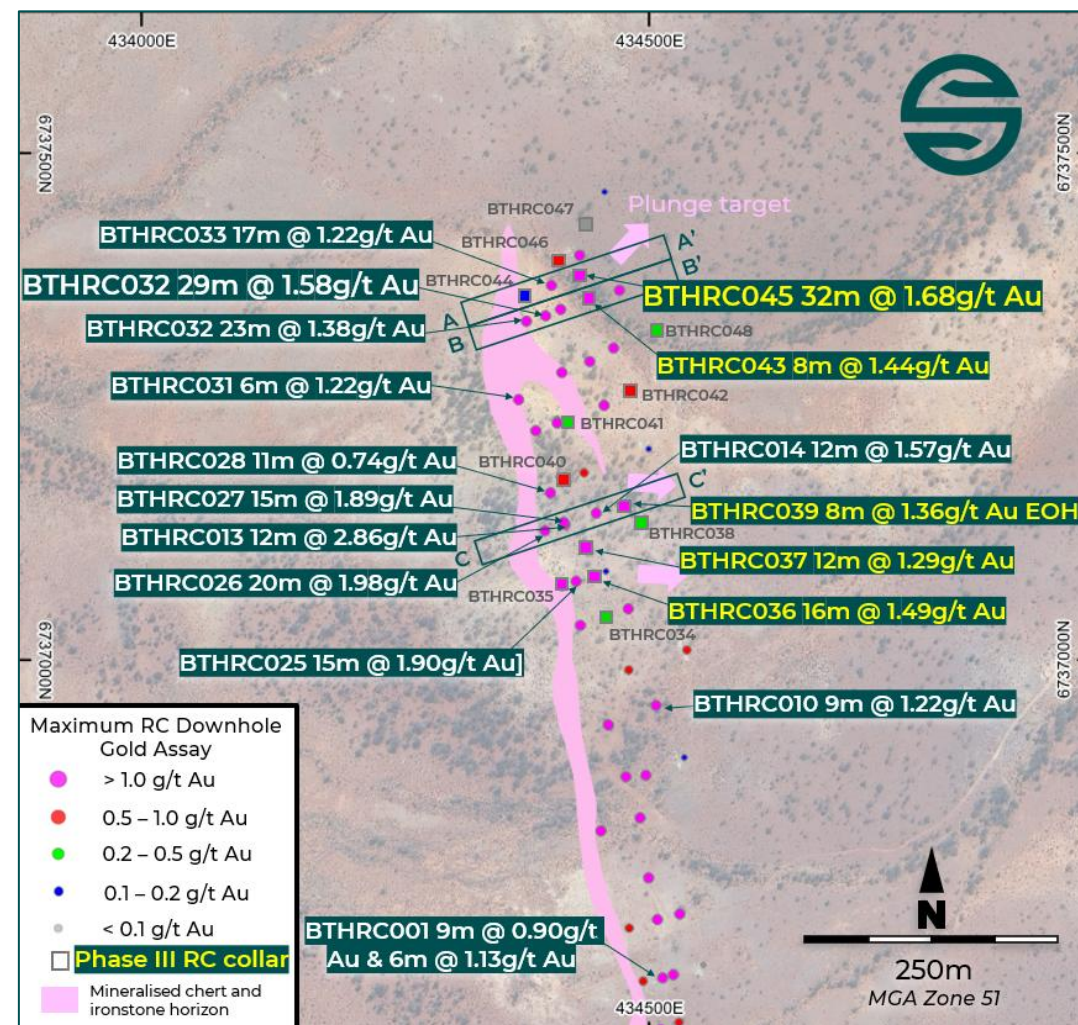 434000E
434500E
6737500N
6737500N
BTHRC047
Plunge target
BTHRC033 17m @ 1.22g/t Au
BTHRC046
A'
B'
BTHRC044
BTHRC032 29m @ 1.58g/t Au
BTHRC045 32m @ 1.68g/t Au
A
BTHRC032 23m @ 1.38g/t Au
B
BTHRC048
BTHRC043 8m @ 1.44g/t Au
BTHRC031 6m @ 1.22g/t Au
BTHRC042
BTHRC041
BTHRC014 12m @ 1.57g/t Au
BTHRC028 11m @ 0.74g/t Au
BTHRC040
C'
BTHRC027 15m @ 1.89g/t Au
BTHRC039 8m @ 1.36g/t Au EOH
BTHRC013 12m @ 2.86g/t Au
BTHRC038
C
BTHRC037 12m @ 1.29g/t Au
BTHRC026 20m @ 1.98g/t Au
BTHRC035
BTHRC036 16m @ 1.49g/t Au
BTHRC034
BTHRC025 15m @ 1.90g/t Au]
6737000N
6737000N
BTHRC010 9m @ 1.22g/t Au
Maximum RC Downhole
Gold Assay
> 1.0 g/t Au
0.5 – 1.0 g/t Au
0.2 – 0.5 g/t Au
0.1 – 0.2 g/t Au
< 0.1 g/t Au
Phase III RC collar
Mineralised chert and
ironstone horizon
BTHRC001 9m @ 0.90g/t
Au & 6m @ 1.13g/t Au
434500E
N
250m
MGA Zone 51